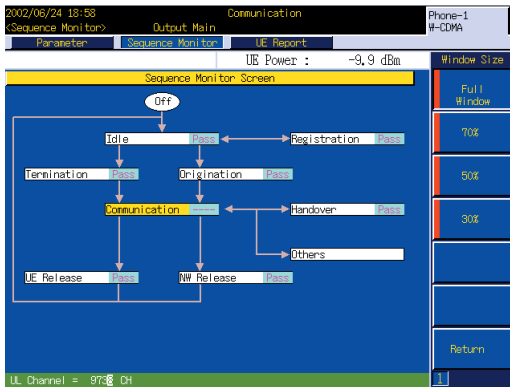 2002/06/24 18:58 Communication Phone-1
<Sequence Monitor> Output Main W-CDMA
Parameter Sequence Monitor UE Report
UE Power : -9.9 dBm Window Size
Sequence Monitor Screen
Off
Full
Window
Idle Pass Registration Pass
70%
Termination Pass Origination Pass
50%
Communication ---- Handover Pass
30%
Others
UE Release Pass NW Release Pass
Return
UL Channel = 9738 CH 1